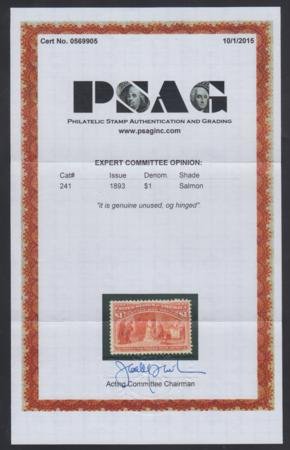 Cert No. 0569905 10/1/2015
PSAG
PHILATELIC STAMP AUTHENTICATION AND GRADING
www.psaginc.com
EXPERT COMMITTEE OPINION:
Cat# Issue Denom. Shade
241 1893 $1 Salmon
"it is genuine unused, og hinged"
Acting Committee Chairman